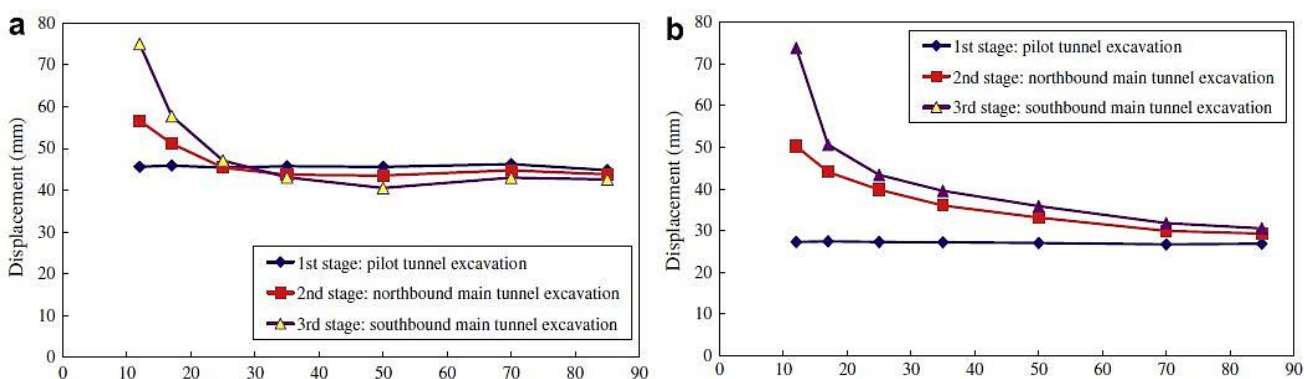 a
80
70
60
50
40
30
20
10
0
Displacement (mm)
1st stage: pilot tunnel excavation
2nd stage: northbound main tunnel excavation
3rd stage: southbound main tunnel excavation
0 10 20 30 40 50 60 70 80 90
b
80
70
60
50
40
30
20
10
0
Displacement (mm)
1st stage: pilot tunnel excavation
2nd stage: northbound main tunnel excavation
3rd stage: southbound main tunnel excavation
0 10 20 30 40 50 60 70 80 90